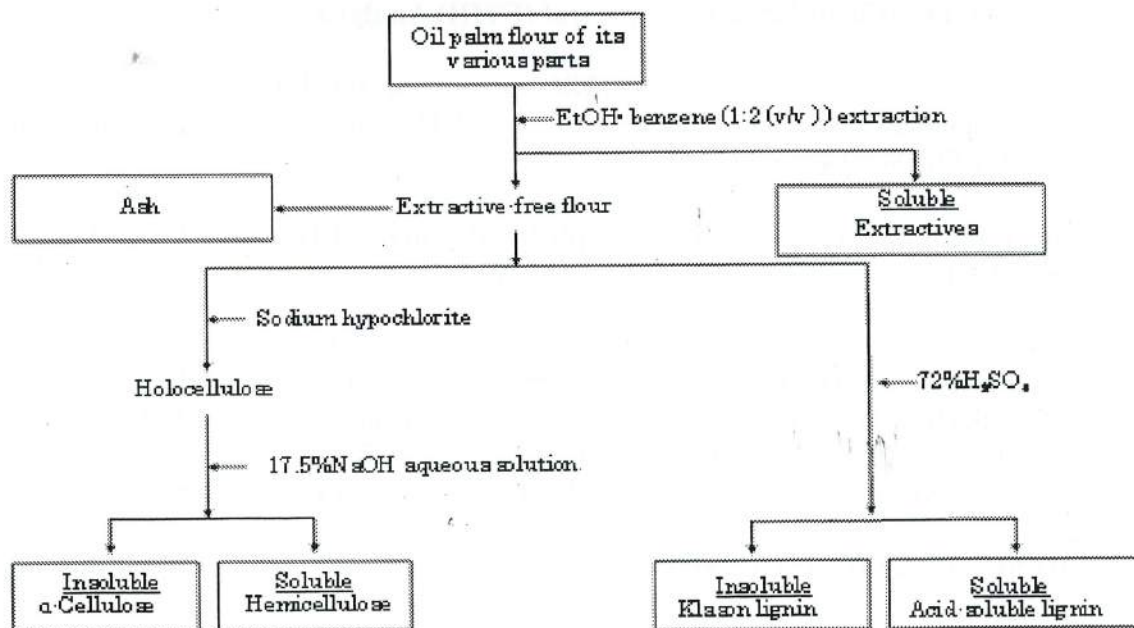 Oil palm flour of its
various parts
EtOH· benzene (1:2 (v/v)) extraction
Ash
Extractive·free flour
Soluble
Extractives
Sodium hypochlorite
Holocellulose
72%H₂SO₄
17.5%NaOH aqueous solution
Insoluble
α·Cellulose
Soluble
Hemicellulose
Insoluble
Klason lignin
Soluble
Acid·soluble lignin